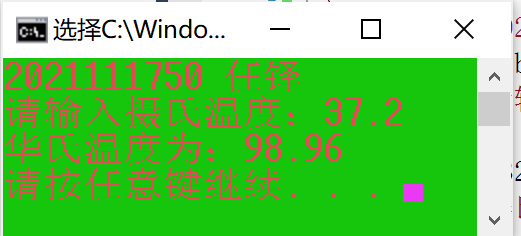 选择C:\Windo...
2021111750 任铎
请输入摄氏温度：37.2
华氏温度为：98.96
请按任意键继续. . .